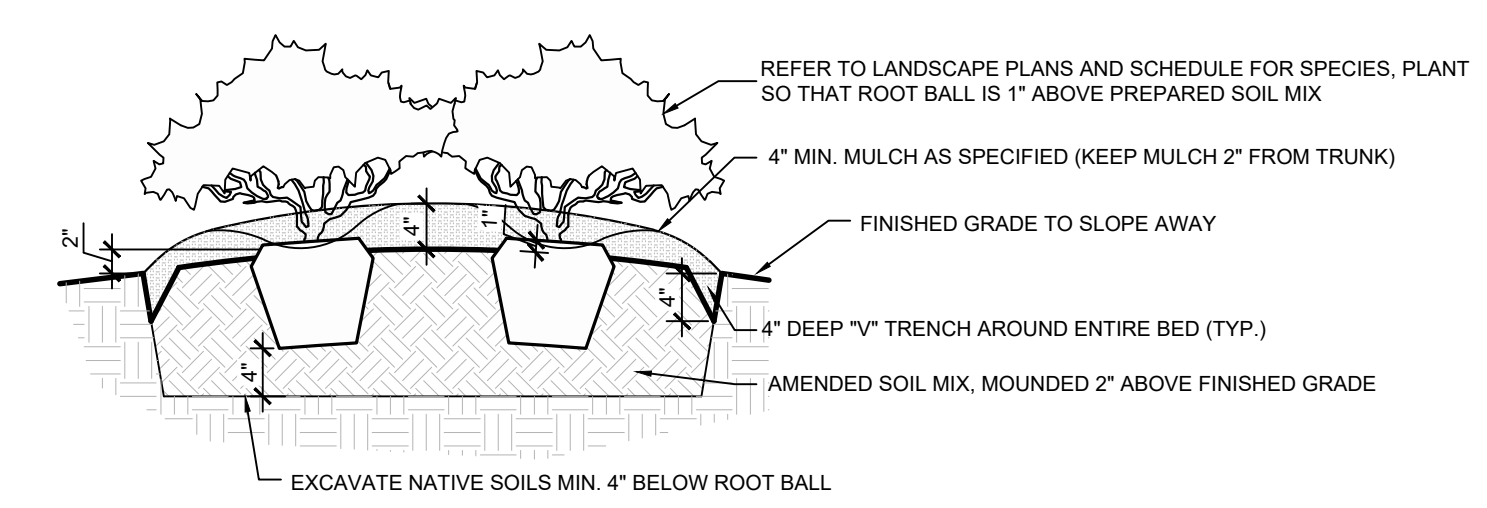 REFER TO LANDSCAPE PLANS AND SCHEDULE FOR SPECIES, PLANT
SO THAT ROOT BALL IS 1" ABOVE PREPARED SOIL MIX
4" MIN. MULCH AS SPECIFIED (KEEP MULCH 2" FROM TRUNK)
FINISHED GRADE TO SLOPE AWAY
2"
4"
1"
4"
4" DEEP "V" TRENCH AROUND ENTIRE BED (TYP.)
4"
AMENDED SOIL MIX, MOUNDED 2" ABOVE FINISHED GRADE
EXCAVATE NATIVE SOILS MIN. 4" BELOW ROOT BALL